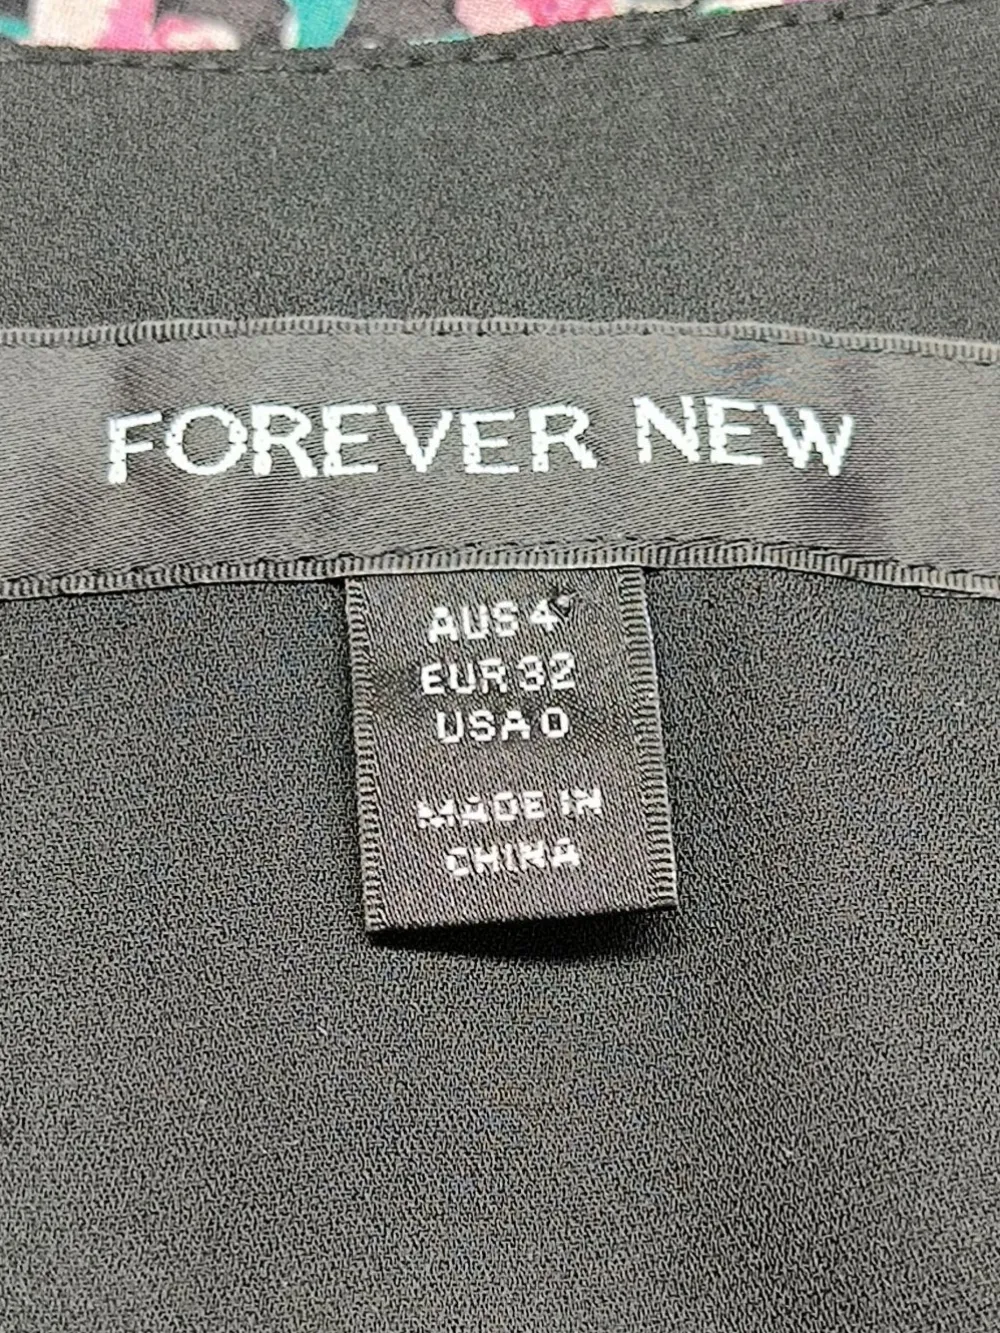 FOREVER NEW
AUS 4
EUR 32
USA 0
MADE IN
CHINA